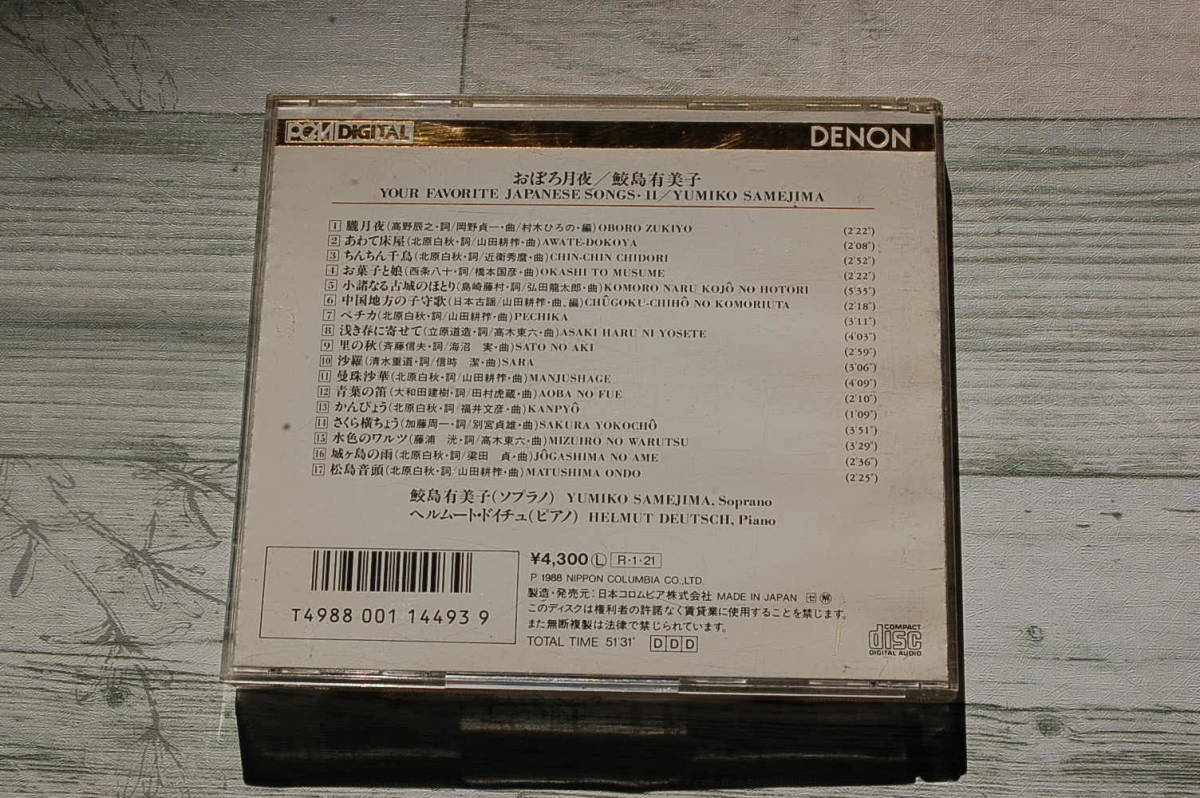 PCM DIGITAL
DENON
おぼろ月夜／鮫島有美子
YOUR FAVORITE JAPANESE SONGS・II／YUMIKO SAMEJIMA
1 朧月夜(高野辰之・詞/岡野貞一・曲/村木ひろの・編)OBORO ZUKIYO (2'22")
2 あわて床屋(北原白秋・詞/山田耕筰・曲)AWATE-DOKOYA (2'08")
3 ちんちん千鳥(北原白秋・詞/近衛秀麿・曲)CHIN-CHIN CHIDORI (2'52")
4 お菓子と娘(西条八十・詞/橋本国彦・曲)OKASHI TO MUSUME (2'22")
5 小諸なる古城のほとり(島崎藤村・詞/弘田龍太郎・曲)KOMORO NARU KOJÔ NO HOTORI (5'35")
6 中国地方の子守歌(日本古謡/山田耕筰・曲、編)CHÛGOKU-CHIHÔ NO KOMORIUTA (2'18")
7 ペチカ(北原白秋・詞/山田耕筰・曲)PECHIKA (3'11")
8 浅き春に寄せて(立原道造・詞/高木東六・曲)ASAKI HARU NI YOSETE (4'03")
9 里の秋(斉藤信夫・詞/海沼 実・曲)SATO NO AKI (2'59")
10 沙羅(清水重道・詞/信時 潔・曲)SARA (3'06")
11 曼珠沙華(北原白秋・詞/山田耕筰・曲)MANJUSHAGE (4'09")
12 青葉の笛(大和田建樹・詞/田村虎蔵・曲)AOBA NO FUE (2'10")
13 かんぴょう(北原白秋・詞/福井文彦・曲)KANPYÔ (1'09")
14 さくら横ちょう(加藤周一・詞/別宮貞雄・曲)SAKURA YOKOCHÔ (3'51")
15 水色のワルツ(藤浦 洸・詞/高木東六・曲)MIZUIRO NO WARUTSU (3'29")
16 城ヶ島の雨(北原白秋・詞/梁田 貞・曲)JÔGASHIMA NO AME (2'36")
17 松島音頭(北原白秋・詞/山田耕筰・曲)MATUSHIMA ONDO (2'25")
鮫島有美子(ソプラノ) YUMIKO SAMEJIMA, Soprano
ヘルムート・ドイチュ(ピアノ) HELMUT DEUTSCH, Piano
¥4,300 Ⓛ R・1・21
P 1988 NIPPON COLUMBIA CO.,LTD.
製造・発売元：日本コロムビア株式会社 MADE IN JAPAN
このディスクは権利者の許諾なく賃貸業に使用することを禁じます。
また無断複製は法律で禁じられています。
TOTAL TIME 51'31" DDD
T4988 001 14493 9
COMPACT
disc
DIGITAL AUDIO